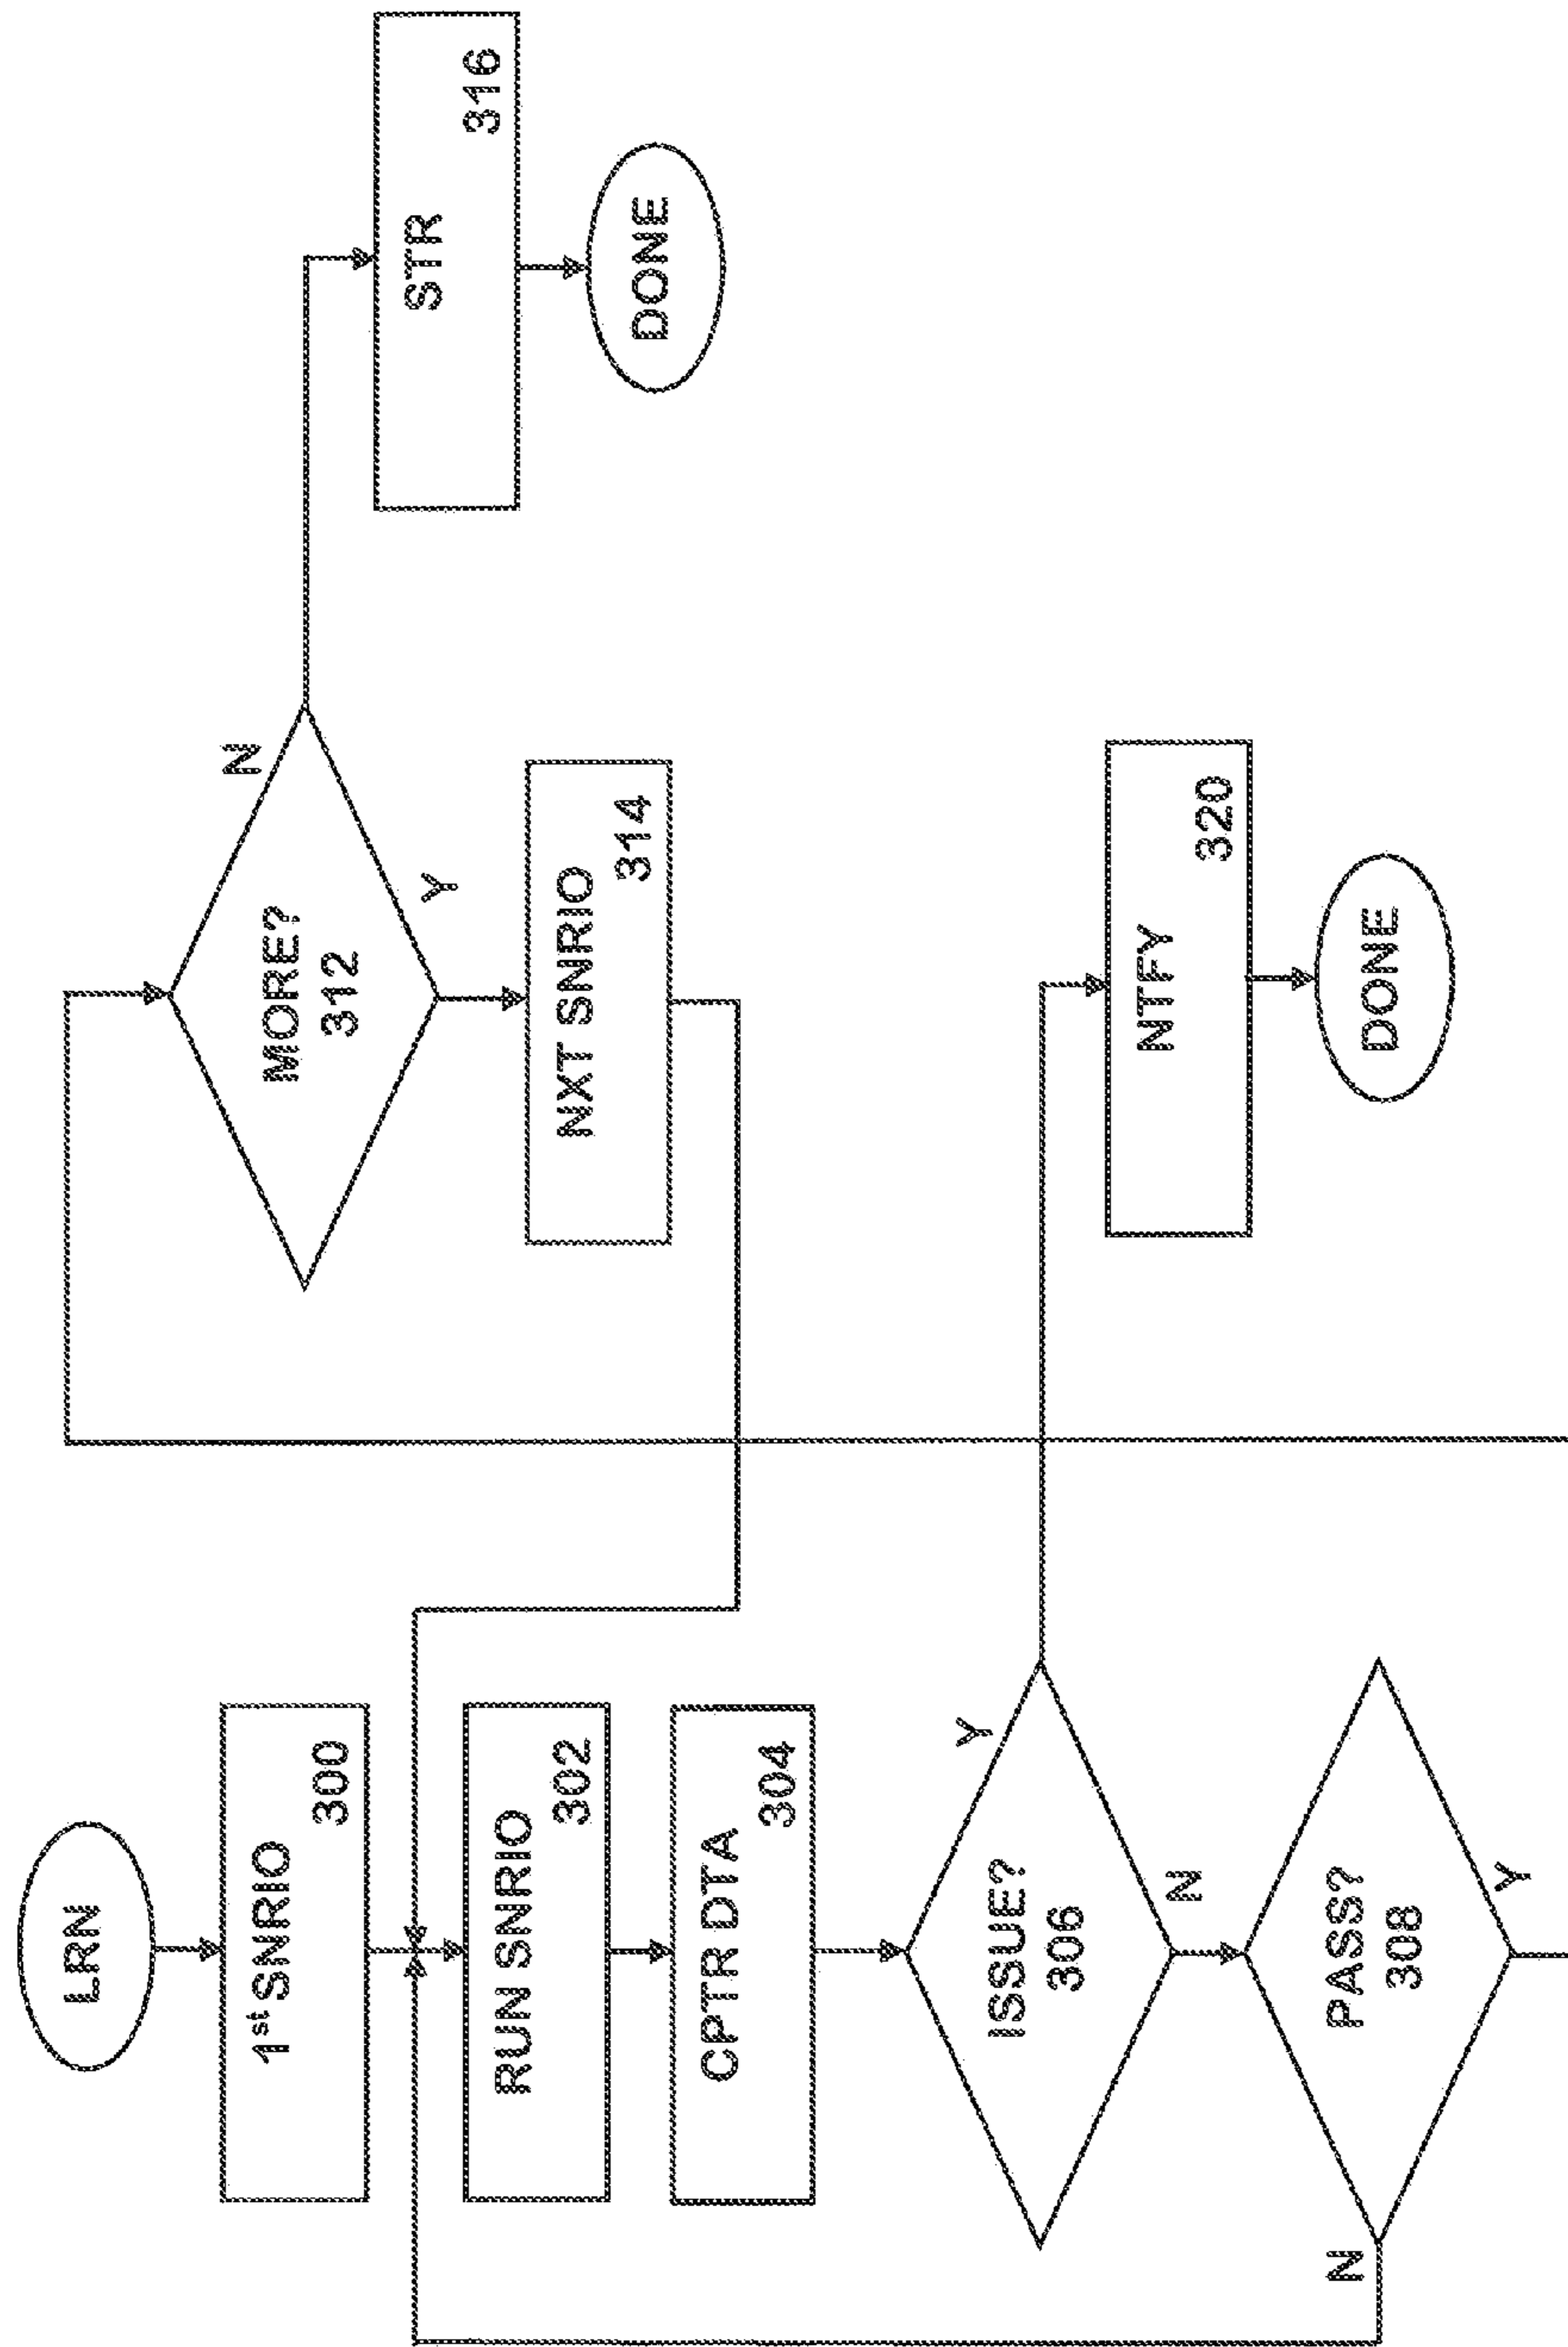 LRN
1st SNRIO
300
RUN SNRIO
302
CPTR DTA
304
ISSUE?
306
Y
N
PASS?
308
N
Y
MORE?
312
N
Y
NXT SNRIO
314
STR
316
DONE
NTFY
320
DONE